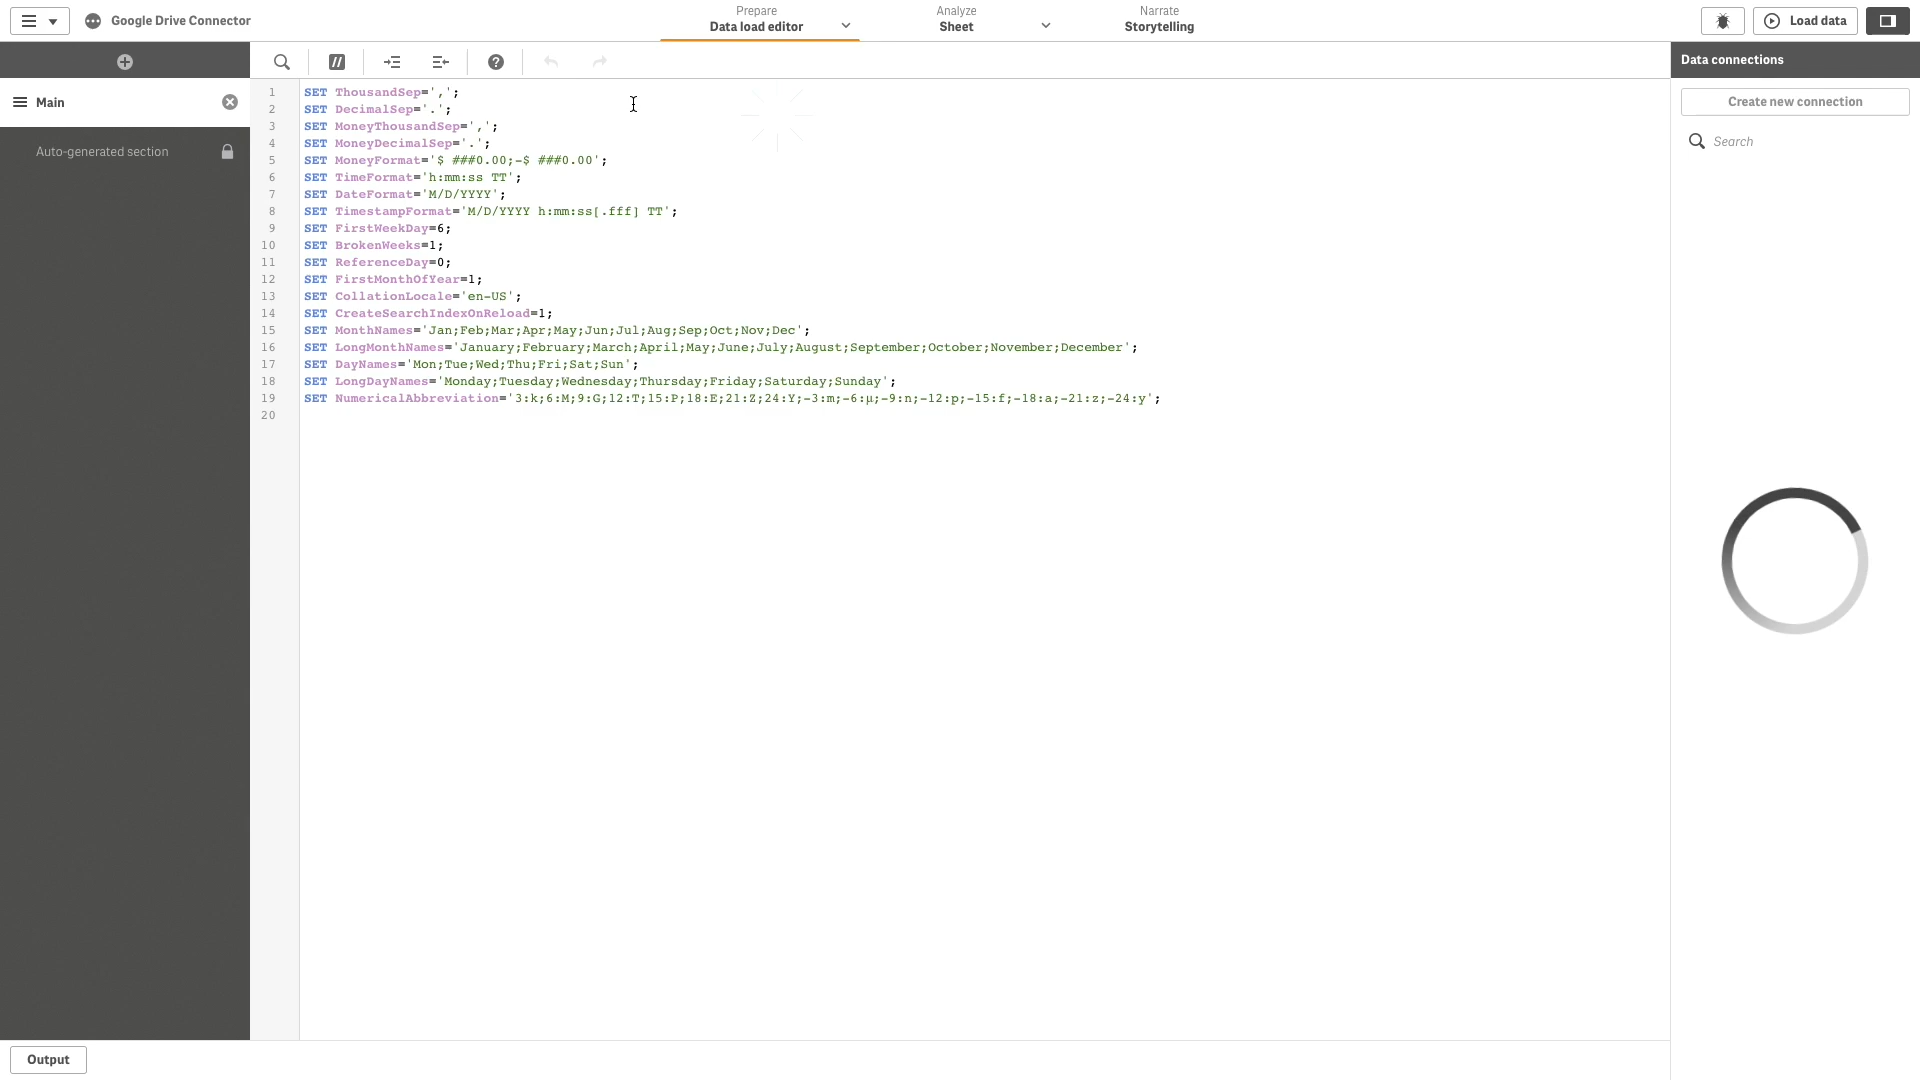 Google Drive Connector
Prepare
Data load editor
Analyze
Sheet
Narrate
Storytelling
Load data
Data connections
Main
Auto-generated section
Create new connection
Search
1 SET ThousandSep=',';
2 SET DecimalSep='.';
3 SET MoneyThousandSep=',';
4 SET MoneyDecimalSep='.';
5 SET MoneyFormat='$ ###0.00;-$ ###0.00';
6 SET TimeFormat='h:mm:ss TT';
7 SET DateFormat='M/D/YYYY';
8 SET TimestampFormat='M/D/YYYY h:mm:ss[.fff] TT';
9 SET FirstWeekDay=6;
10 SET BrokenWeeks=1;
11 SET ReferenceDay=0;
12 SET FirstMonthOfYear=1;
13 SET CollationLocale='en-US';
14 SET CreateSearchIndexOnReload=1;
15 SET MonthNames='Jan;Feb;Mar;Apr;May;Jun;Jul;Aug;Sep;Oct;Nov;Dec';
16 SET LongMonthNames='January;February;March;April;May;June;July;August;September;October;November;December';
17 SET DayNames='Mon;Tue;Wed;Thu;Fri;Sat;Sun';
18 SET LongDayNames='Monday;Tuesday;Wednesday;Thursday;Friday;Saturday;Sunday';
19 SET NumericalAbbreviation='3:k;6:M;9:G;12:T;15:P;18:E;21:Z;24:Y;-3:m;-6:μ;-9:n;-12:p;-15:f;-18:a;-21:z;-24:y';
20
Output